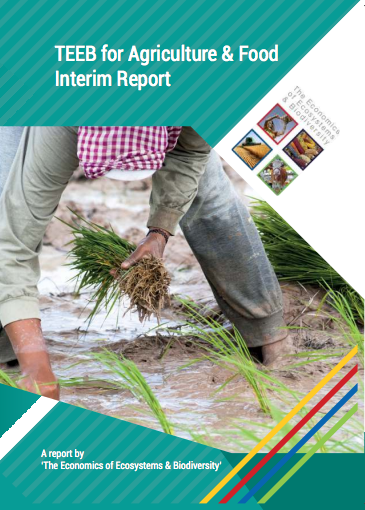 TEEB for Agriculture & Food
Interim Report
The Economics
of Ecosystems
& Biodiversity
A report by
'The Economics of Ecosystems & Biodiversity'